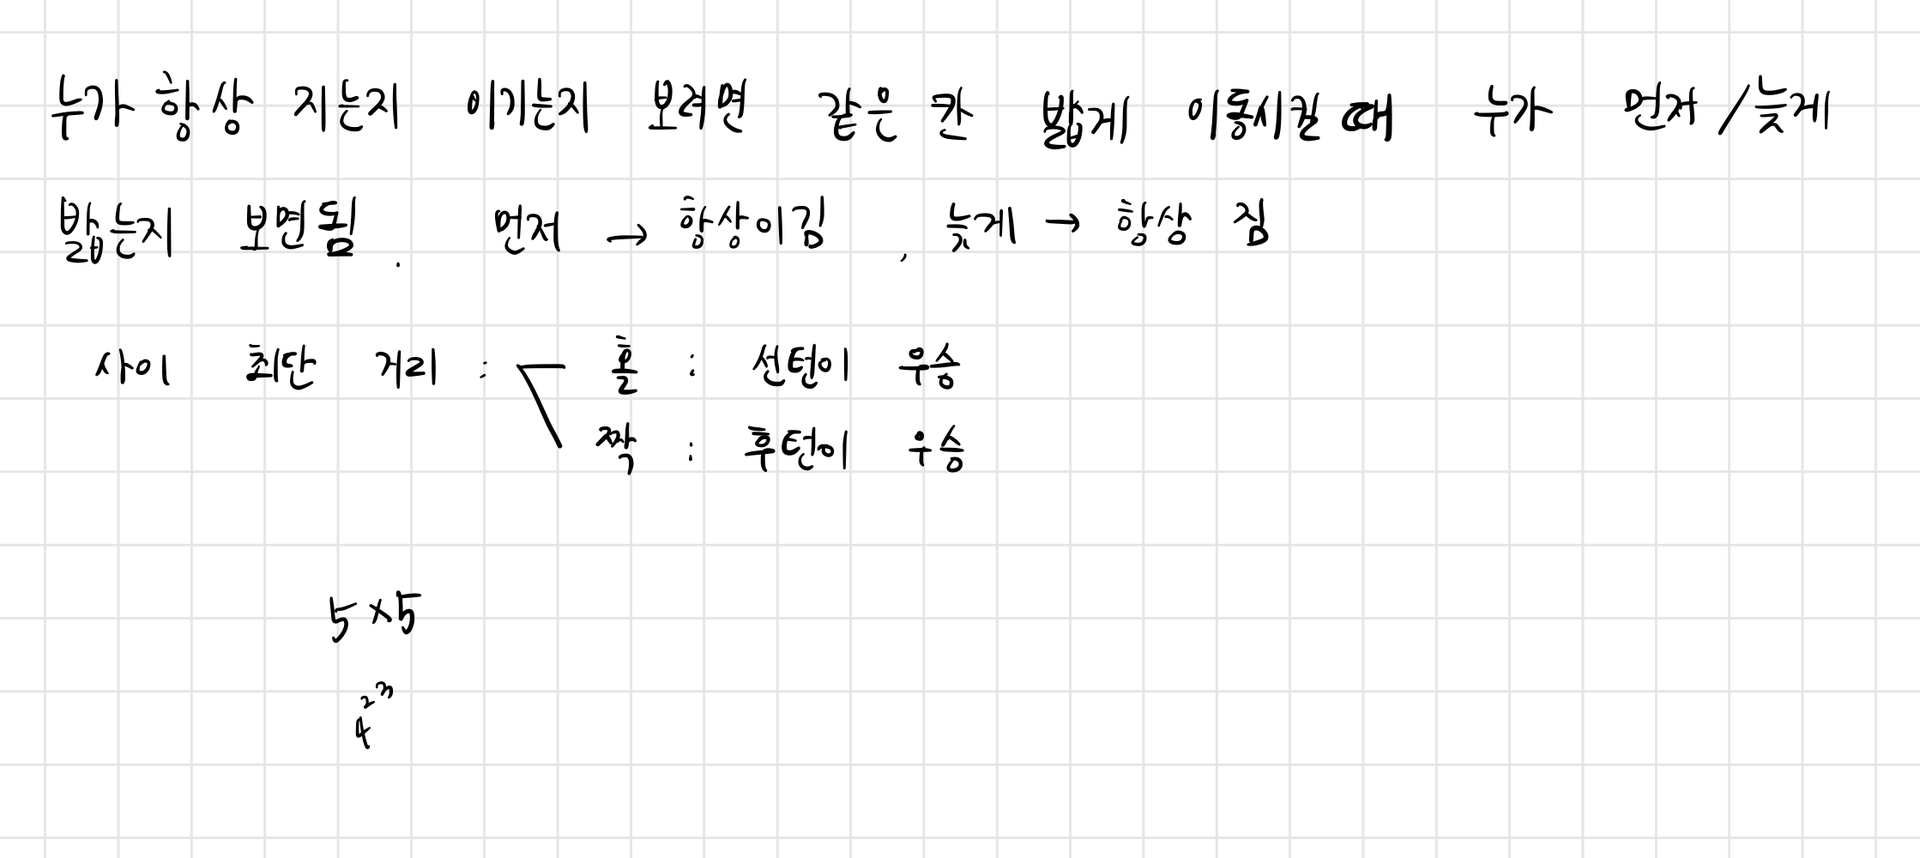 누가 항상 지는지 이기는지 보려면 같은 칸 밟게 이동시킬 때 누가 먼저 / 늦게
밟는지 보면됨. 먼저 → 항상이김, 늦게 → 항상 짐
사이 최단 거리 : 홀 : 선턴이 우승
짝 : 후턴이 우승
5×5
4²³